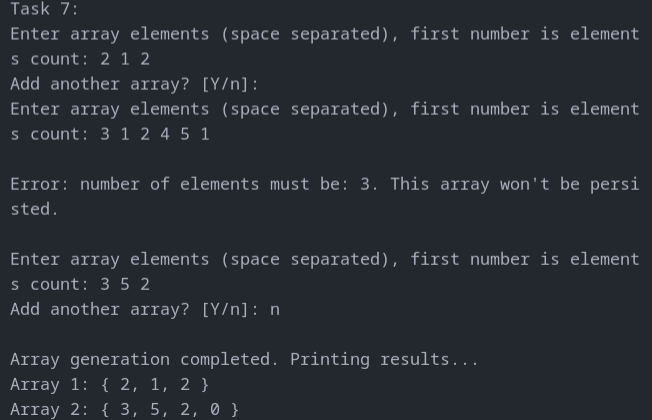 Task 7:
Enter array elements (space separated), first number is element
s count: 2 1 2
Add another array? [Y/n]:
Enter array elements (space separated), first number is element
s count: 3 1 2 4 5 1
Error: number of elements must be: 3. This array won't be persi
sted.
Enter array elements (space separated), first number is element
s count: 3 5 2
Add another array? [Y/n]: n
Array generation completed. Printing results...
Array 1: { 2, 1, 2 }
Array 2: { 3, 5, 2, 0 }